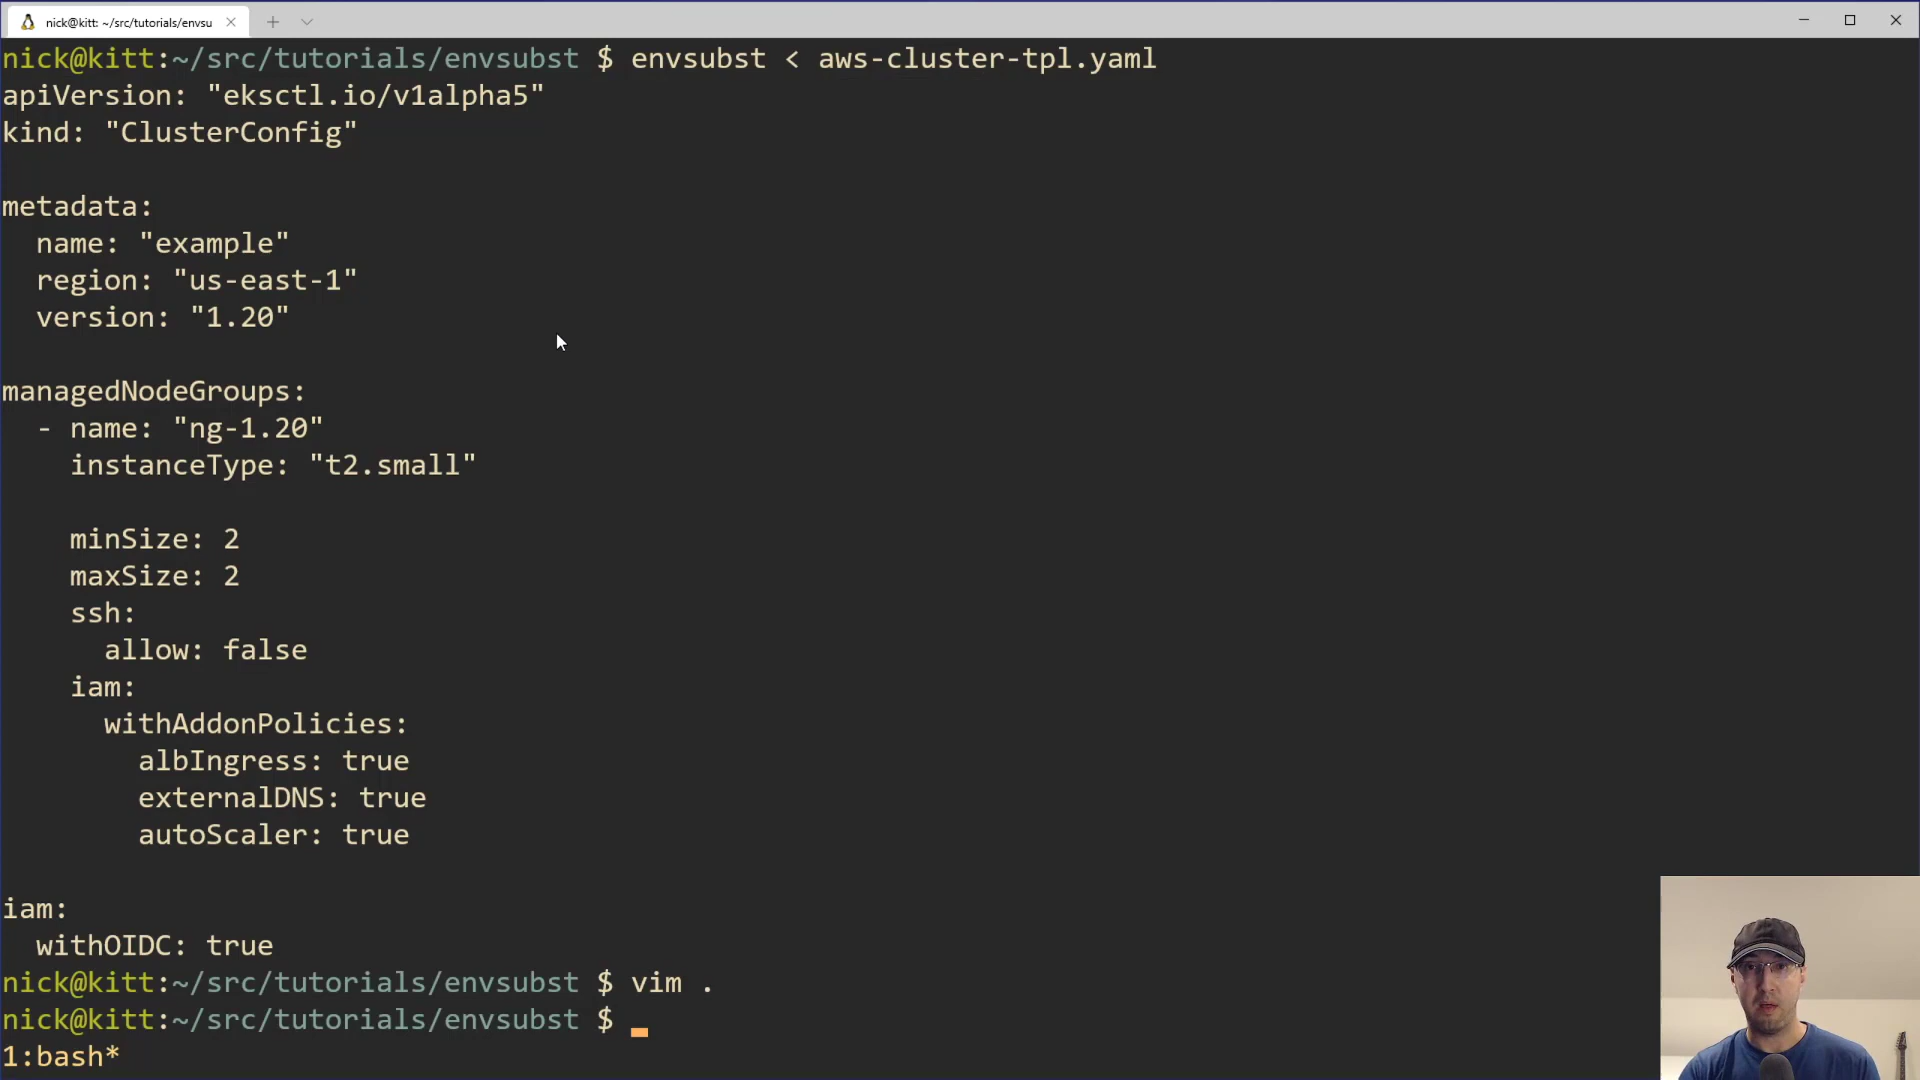 nick@kitt: ~/src/tutorials/envsu
nick@kitt:~/src/tutorials/envsubst $ envsubst < aws-cluster-tpl.yaml
apiVersion: "eksctl.io/v1alpha5"
kind: "ClusterConfig"
metadata:
  name: "example"
  region: "us-east-1"
  version: "1.20"
managedNodeGroups:
  - name: "ng-1.20"
    instanceType: "t2.small"
    minSize: 2
    maxSize: 2
    ssh:
      allow: false
    iam:
      withAddonPolicies:
        albIngress: true
        externalDNS: true
        autoScaler: true
iam:
  withOIDC: true
nick@kitt:~/src/tutorials/envsubst $ vim .
nick@kitt:~/src/tutorials/envsubst $
1:bash*